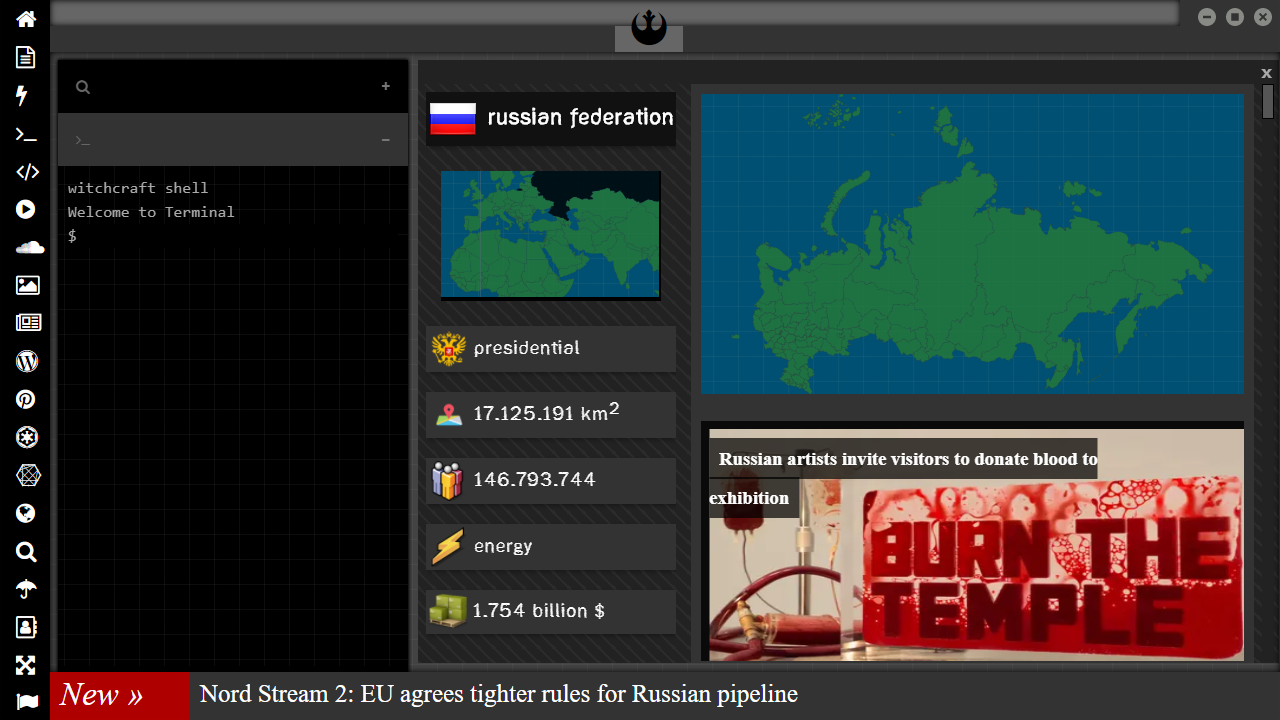 x
+
>_
−
witchcraft shell
Welcome to Terminal
$
russian federation
presidential
17.125.191 km²
146.793.744
energy
1.754 billion $
Russian artists invite visitors to donate blood to
exhibition
BURN THE
TEMPLE
New »
Nord Stream 2: EU agrees tighter rules for Russian pipeline